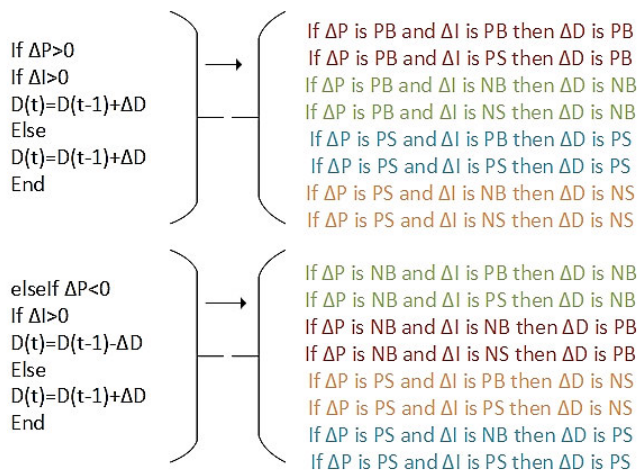 If ΔP>0
If ΔI>0
D(t)=D(t-1)+ΔD
Else
D(t)=D(t-1)+ΔD
End
If ΔP is PB and ΔI is PB then ΔD is PB
If ΔP is PB and ΔI is PS then ΔD is PB
If ΔP is PB and ΔI is NB then ΔD is NB
If ΔP is PB and ΔI is NS then ΔD is NB
If ΔP is PS and ΔI is PB then ΔD is PS
If ΔP is PS and ΔI is PS then ΔD is PS
If ΔP is PS and ΔI is NB then ΔD is NS
If ΔP is PS and ΔI is NS then ΔD is NS
elseIf ΔP<0
If ΔI>0
D(t)=D(t-1)-ΔD
Else
D(t)=D(t-1)+ΔD
End
If ΔP is NB and ΔI is PB then ΔD is NB
If ΔP is NB and ΔI is PS then ΔD is NB
If ΔP is NB and ΔI is NB then ΔD is PB
If ΔP is NB and ΔI is NS then ΔD is PB
If ΔP is PS and ΔI is PB then ΔD is NS
If ΔP is PS and ΔI is PS then ΔD is NS
If ΔP is PS and ΔI is NB then ΔD is PS
If ΔP is PS and ΔI is PS then ΔD is PS